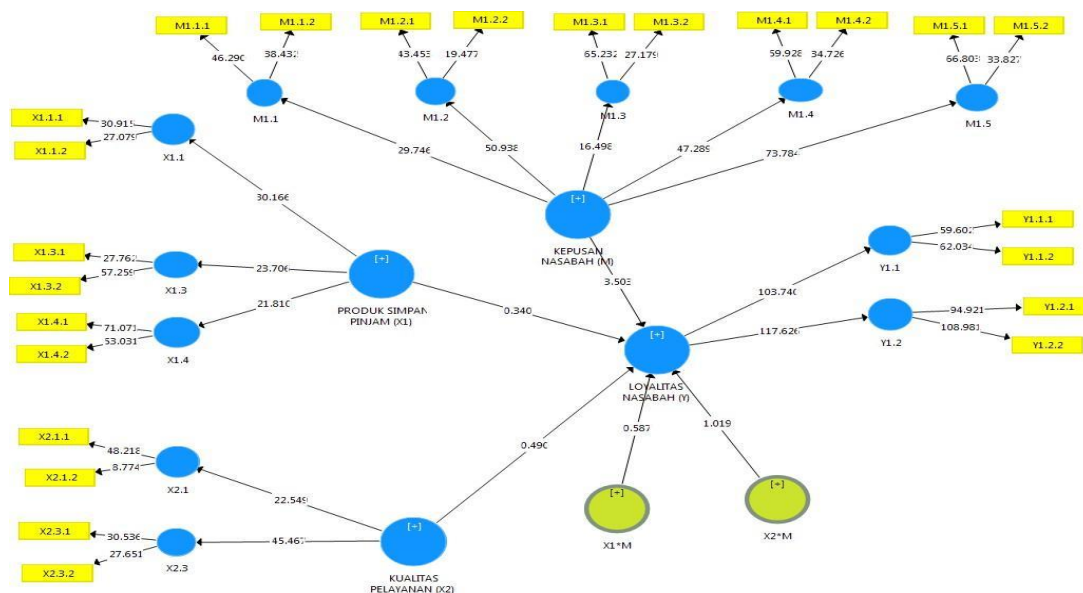 M1.1.1
M1.1.2
M1.2.1
M1.2.2
M1.3.1
M1.3.2
M1.4.1
M1.4.2
M1.5.1
M1.5.2
46.290
38.432
43.453
19.477
65.232
27.179
59.928
34.726
66.803
33.827
M1.1
M1.2
M1.3
M1.4
M1.5
X1.1.1
X1.1.2
30.915
27.079
X1.1
29.746
50.938
16.498
47.289
73.784
30.166
[+]
KEPUSAN
NASABAH (M)
X1.3.1
X1.3.2
27.762
57.259
X1.3
23.706
[+]
PRODUK SIMPAN
PINJAM (X1)
3.503
Y1.1.1
Y1.1.2
59.602
62.034
Y1.1
103.740
X1.4.1
X1.4.2
71.071
53.031
X1.4
21.810
0.340
[+]
LOYALITAS
NASABAH (Y)
117.626
Y1.2
94.921
108.981
Y1.2.1
Y1.2.2
X2.1.1
X2.1.2
48.218
8.774
X2.1
22.549
0.490
0.587
1.019
X2.3.1
X2.3.2
30.536
27.651
X2.3
45.467
[+]
KUALITAS
PELAYANAN (X2)
[+]
X1*M
[+]
X2*M